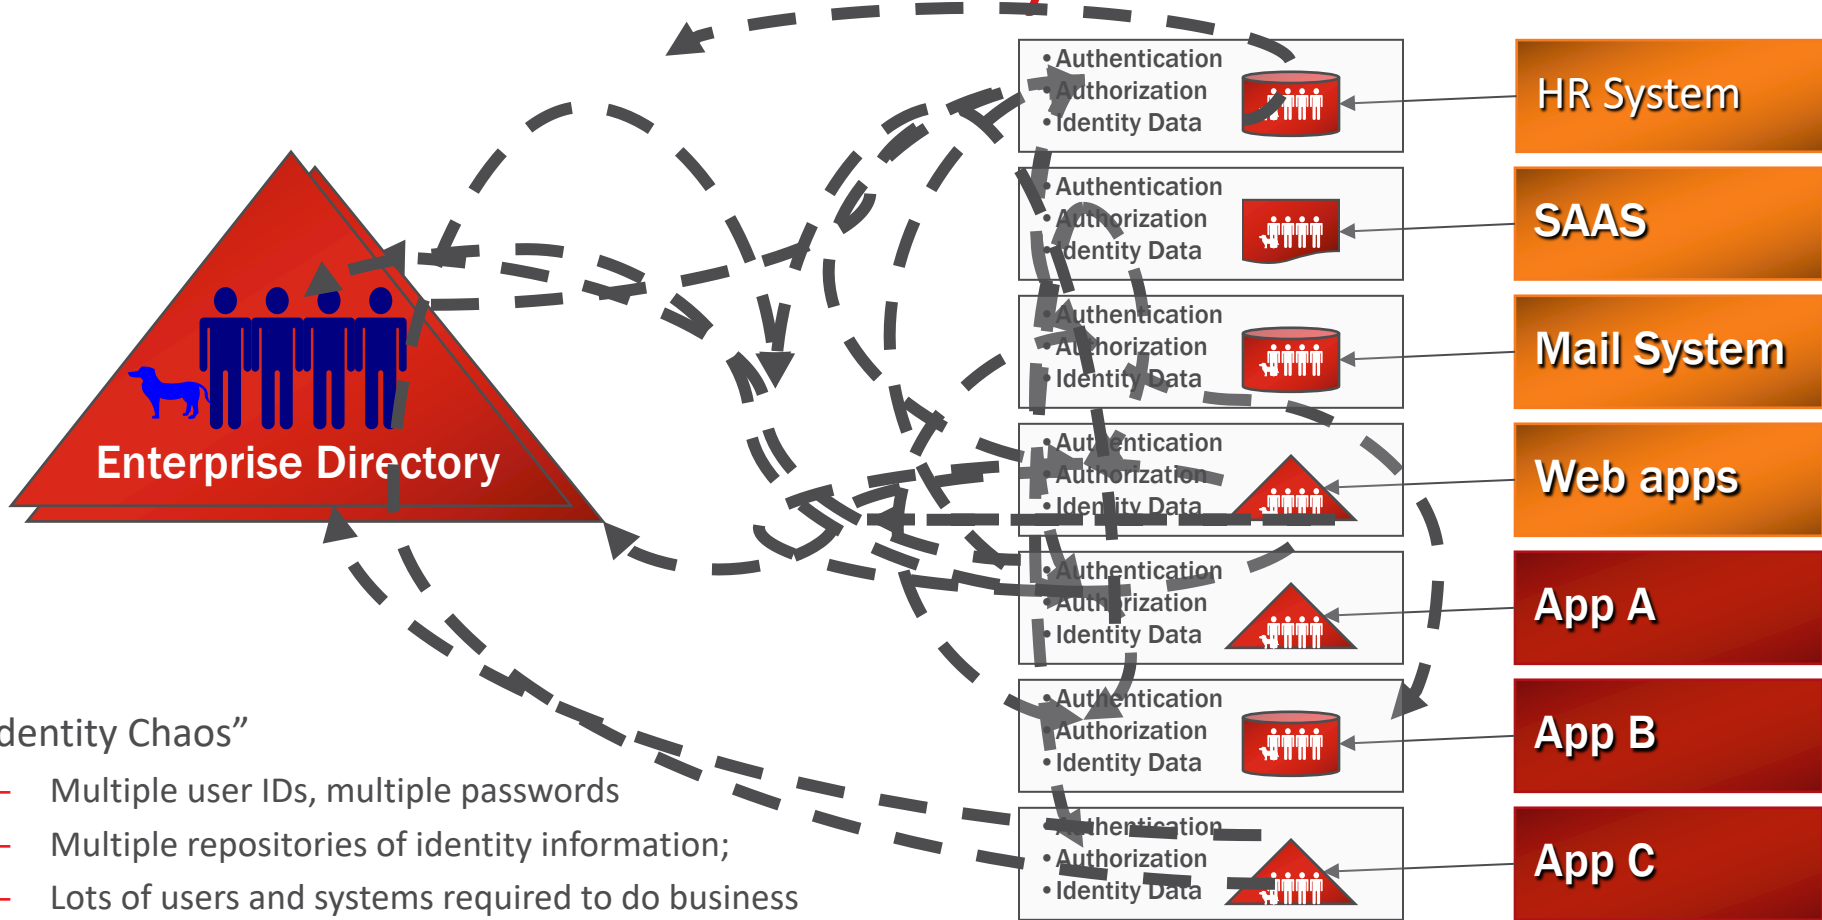 • Authentication
• Authorization
• Identity Data
HR System
• Authentication
• Authorization
• Identity Data
SAAS
• Authentication
• Authorization
• Identity Data
Mail System
• Authentication
• Authorization
• Identity Data
Web apps
Enterprise Directory
• Authentication
• Authorization
• Identity Data
App A
• Authentication
• Authorization
• Identity Data
App B
• Authentication
• Authorization
• Identity Data
App C
dentity Chaos”
– Multiple user IDs, multiple passwords
– Multiple repositories of identity information;
– Lots of users and systems required to do business